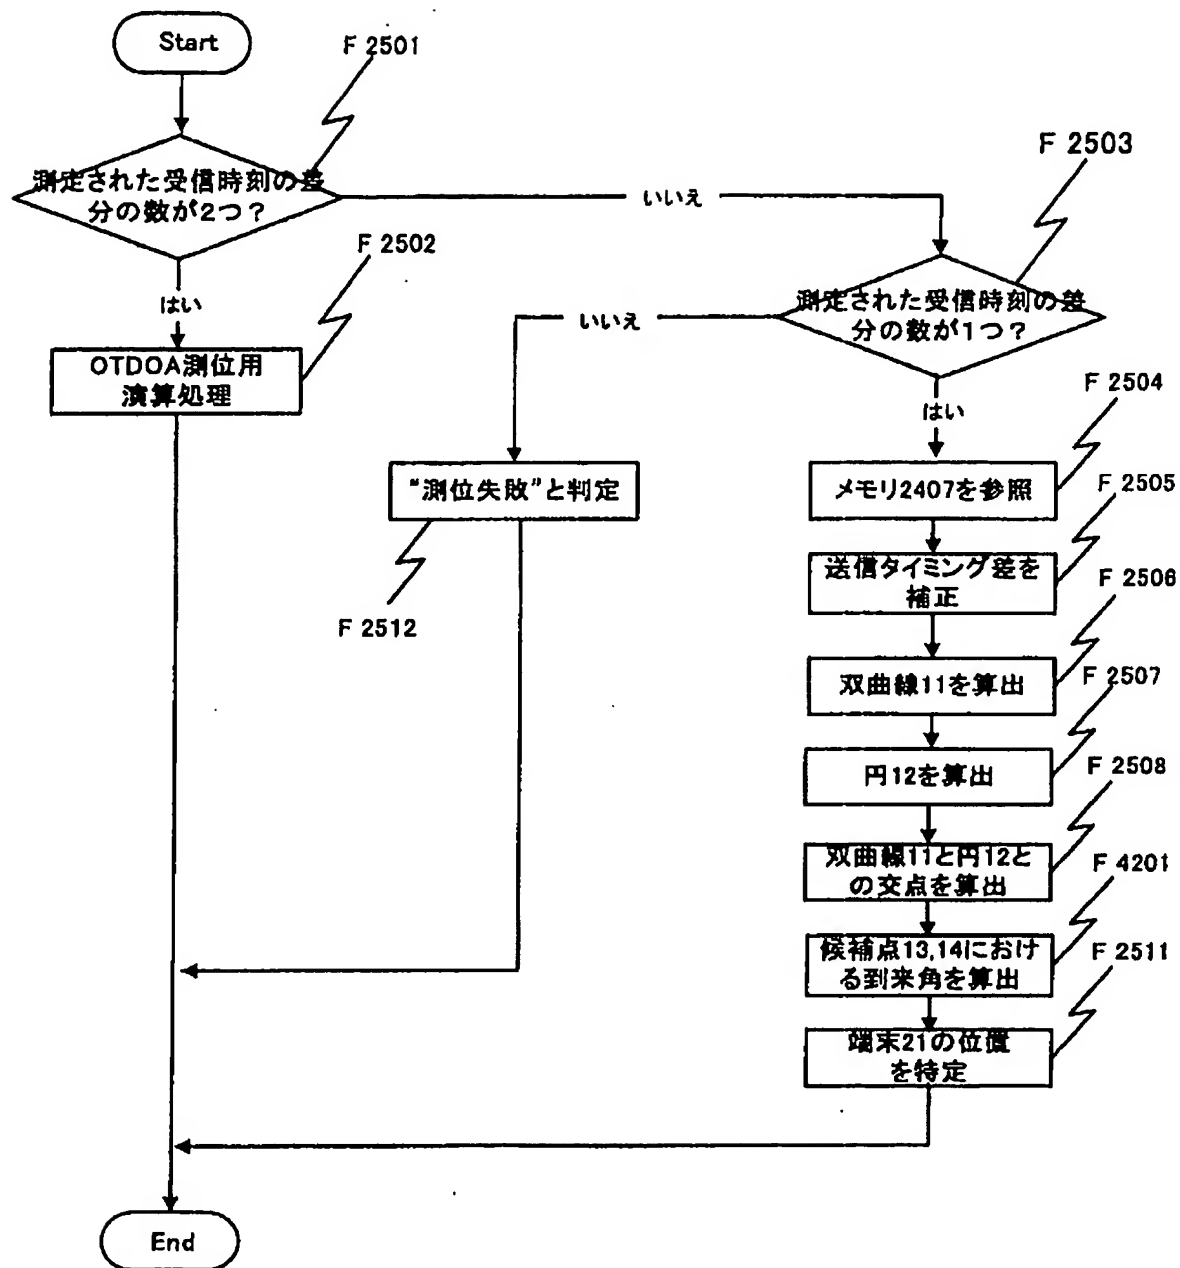 Start
F 2501
測定された受信時刻の差
分の数が2つ？
いいえ
F 2503
F 2502
はい
測定された受信時刻の差
分の数が1つ？
いいえ
OTDOA測位用
演算処理
はい
F 2504
“測位失敗”と判定
メモリ2407を参照
F 2505
送信タイミング差を
補正
F 2506
F 2512
双曲線11を算出
F 2507
円12を算出
F 2508
双曲線11と円12と
の交点を算出
F 4201
候補点13,14におけ
る到来角を算出
F 2511
端末21の位置
を特定
End